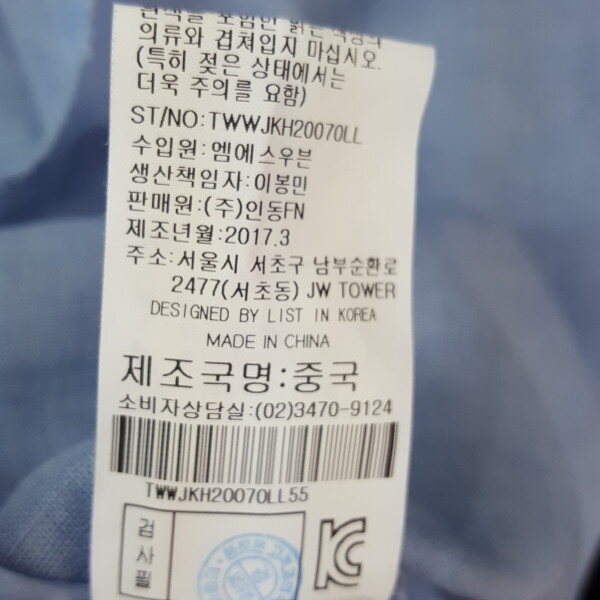 의류와 겹쳐입지 마십시오.
(특히 젖은 상태에서는
더욱 주의를 요함)
ST/NO:TWWJKH20070LL
수입원:엠에스우븐
생산책임자:이봉민
판매원:(주)인동FN
제조년월:2017.3
주소:서울시 서초구 남부순환로
2477(서초동) JW TOWER
DESIGNED BY LIST IN KOREA
MADE IN CHINA
제조국명:중국
소비자상담실:(02)3470-9124
TWWJKH20070LL55
검사필